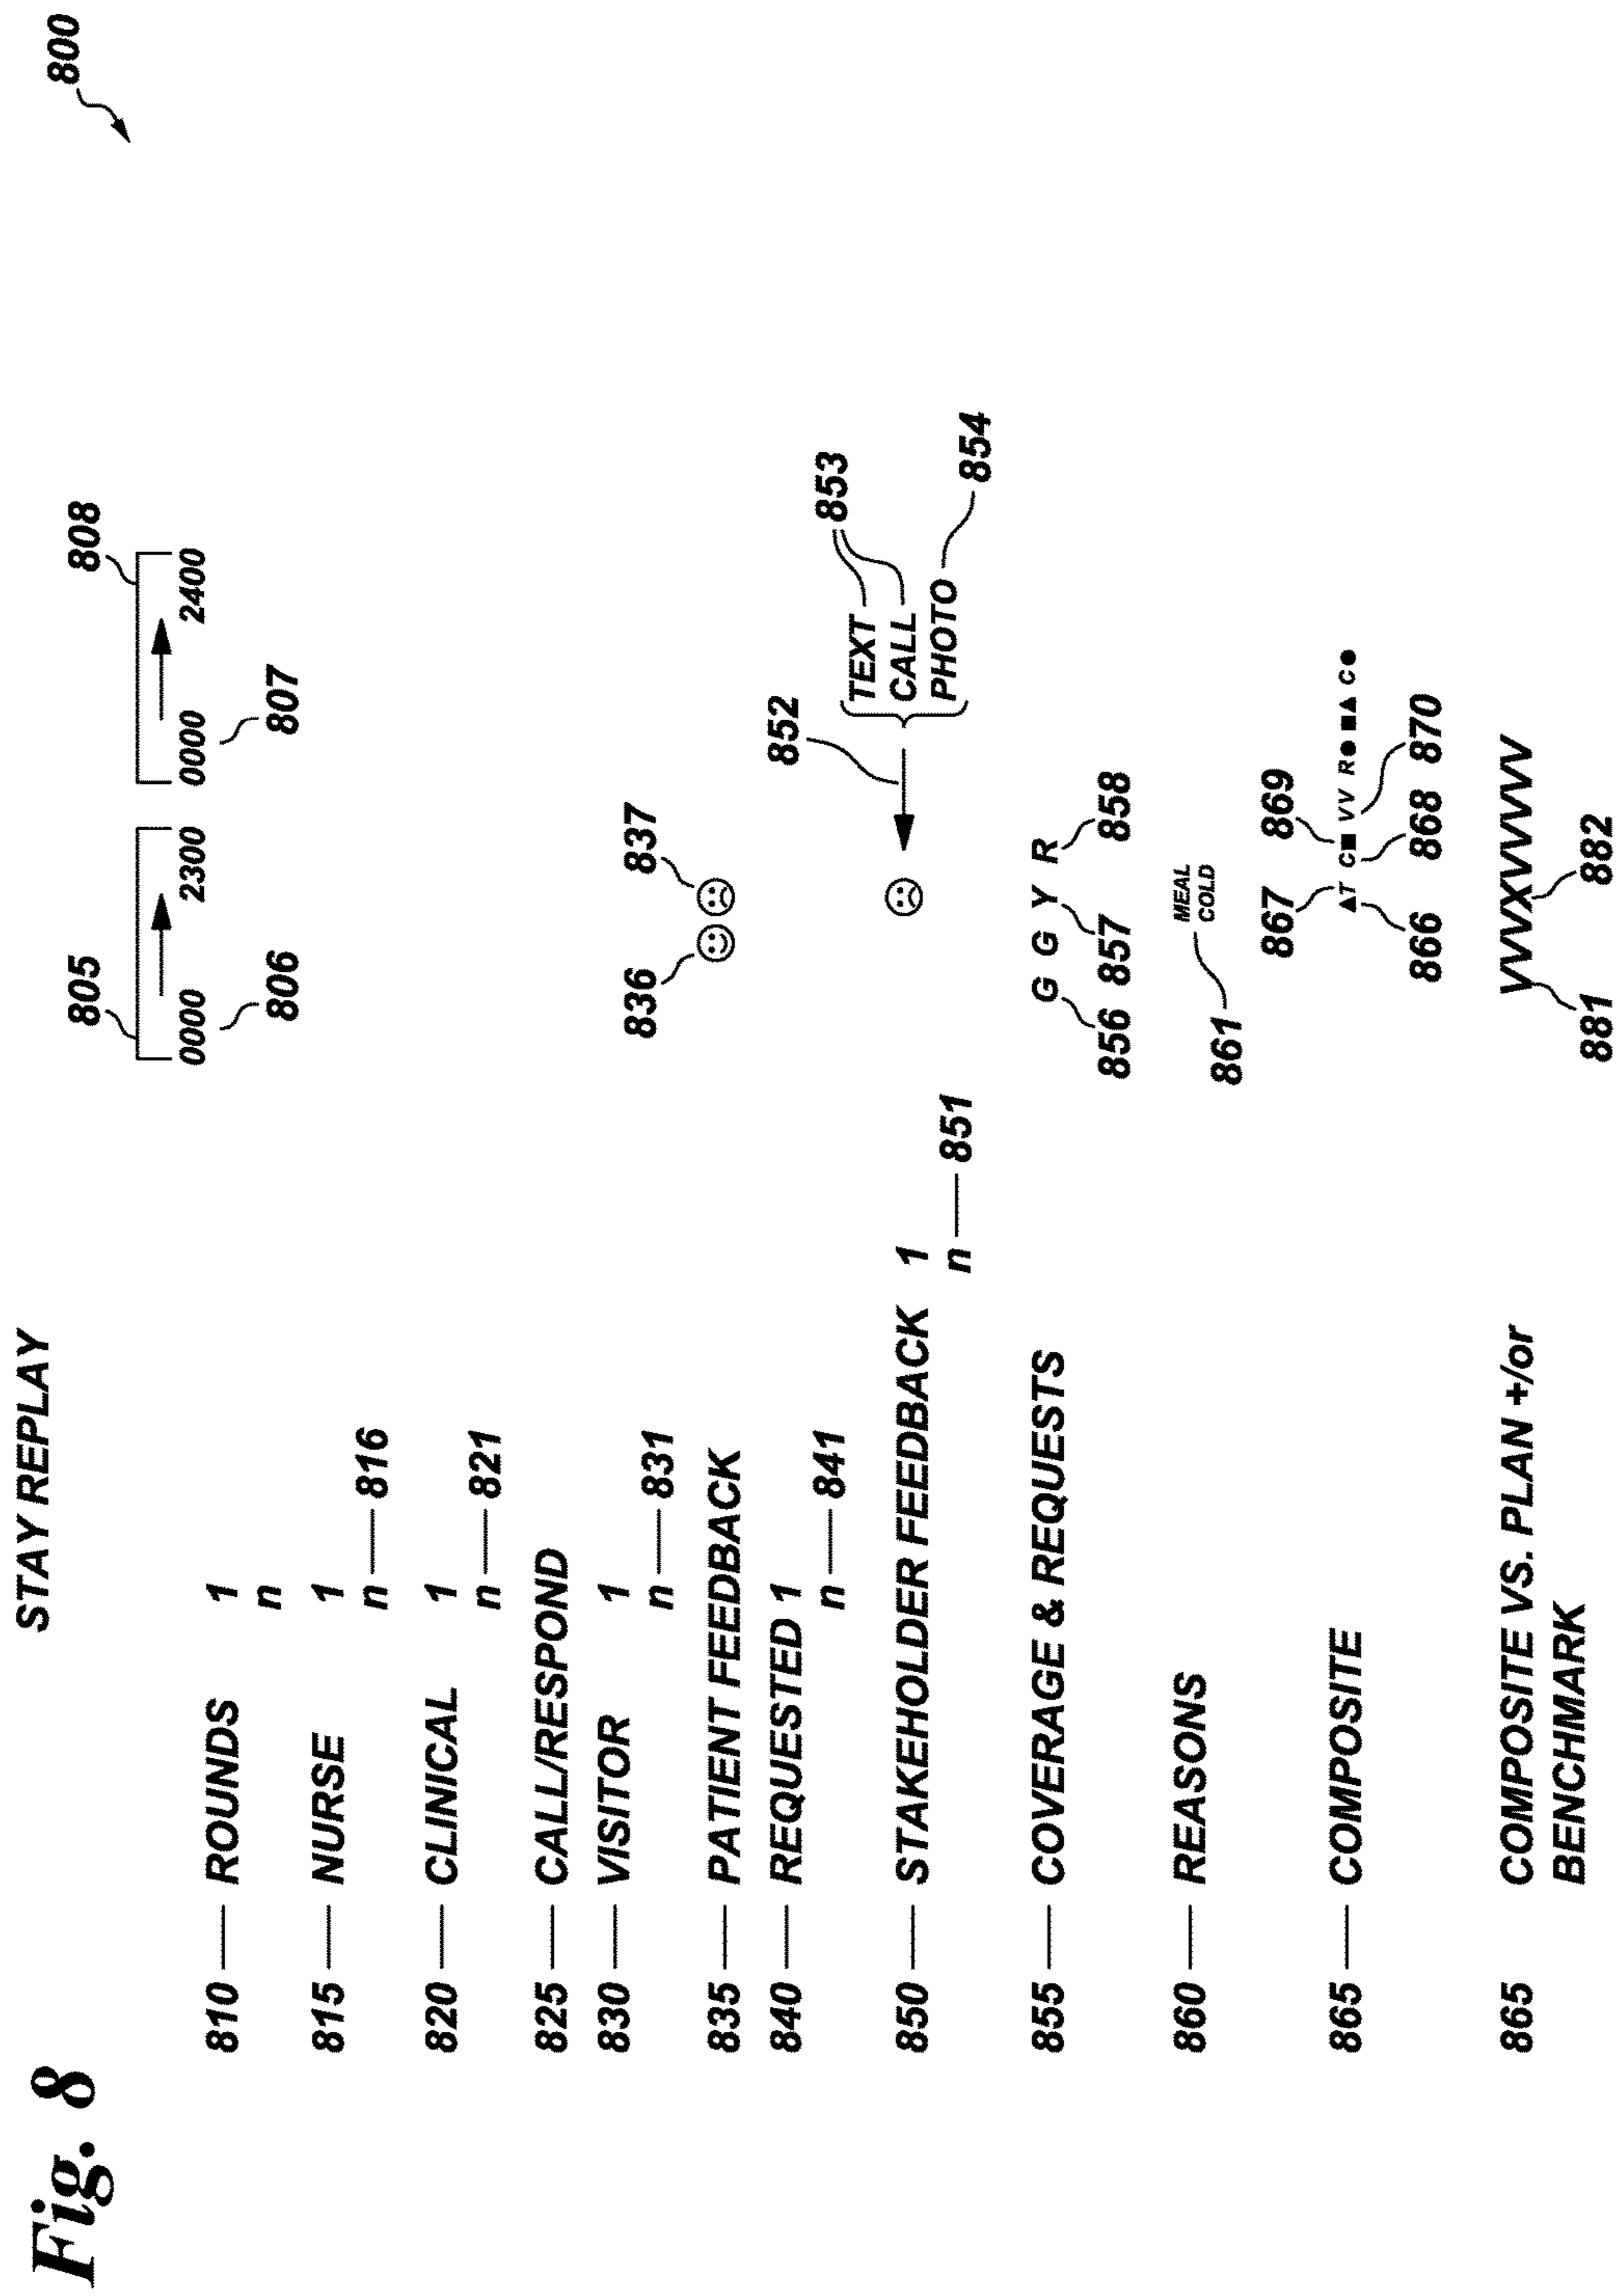 Fig. 8
STAY REPLAY
800
805
808
0000 2300 0000 2400
806
807
810 ROUNDS 1
n
815 NURSE 1
n 816
820 CLINICAL 1
n 821
825 CALL/RESPOND
830 VISITOR 1
n 831
836 837
835 PATIENT FEEDBACK
840 REQUESTED 1
n 841
852 853
TEXT
850 STAKEHOLDER FEEDBACK 1 CALL
n 851 PHOTO
854
855 COVERAGE & REQUESTS G G Y R
856 857 858
860 REASONS MEAL
COLD
861
867 869
865 COMPOSITE ▲T C■ VV R● ■▲ C●
866 868 870
865 COMPOSITE VS. PLAN +/or VVVXVVVVV
BENCHMARK
881 882